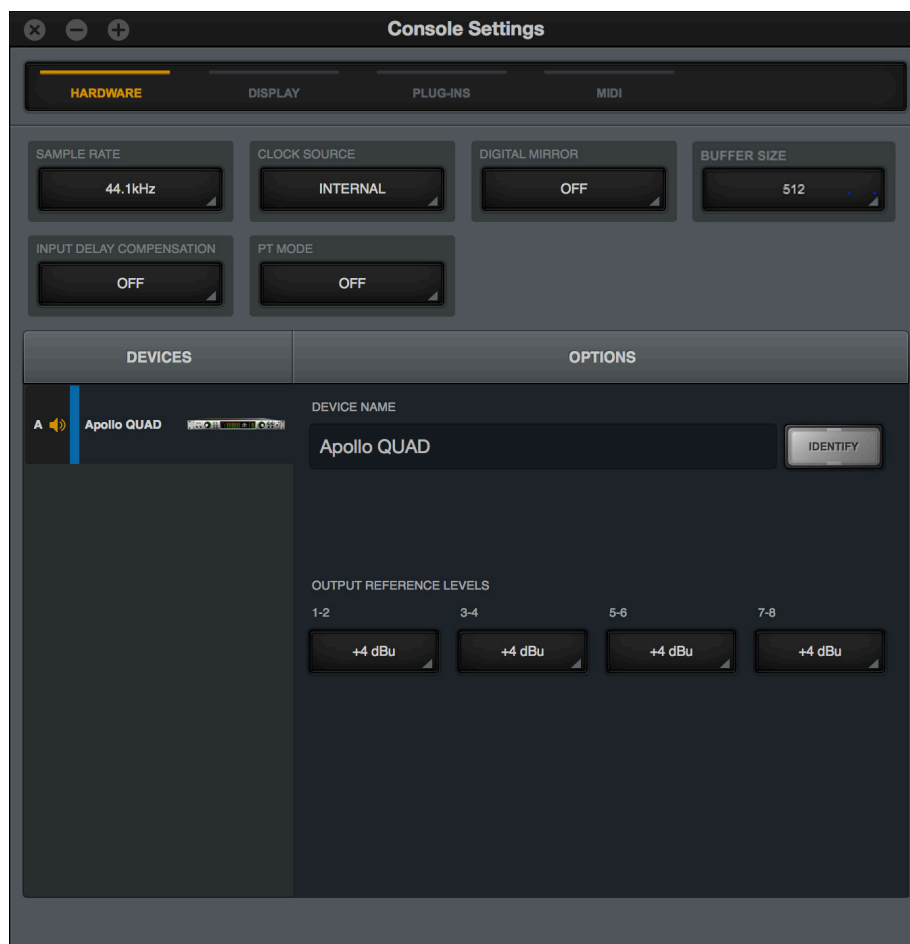 Console Settings
HARDWARE DISPLAY PLUG-INS MIDI
SAMPLE RATE CLOCK SOURCE DIGITAL MIRROR BUFFER SIZE
44.1kHz INTERNAL OFF 512
INPUT DELAY COMPENSATION PT MODE
OFF OFF
DEVICES OPTIONS
DEVICE NAME
A Apollo QUAD
Apollo QUAD IDENTIFY
OUTPUT REFERENCE LEVELS
1-2 3-4 5-6 7-8
+4 dBu +4 dBu +4 dBu +4 dBu